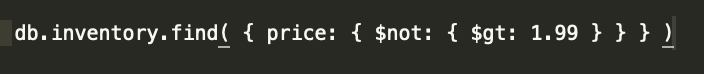 db.inventory.find( { price: { $not: { $gt: 1.99 } } } )